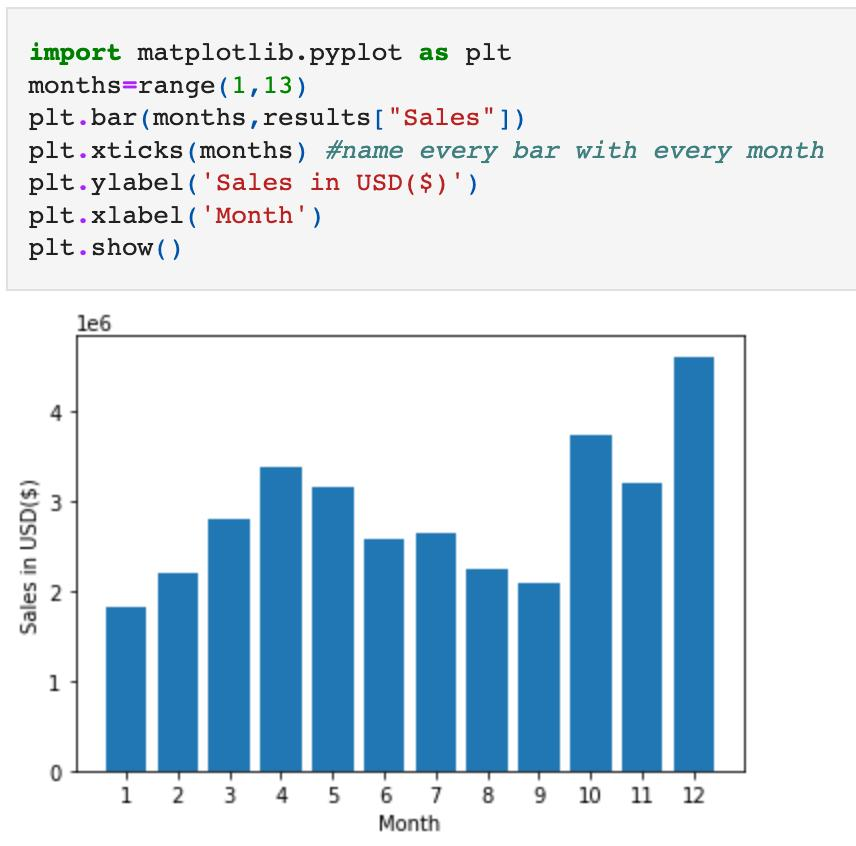 import matplotlib.pyplot as plt
months=range(1,13)
plt.bar(months,results["Sales"])
plt.xticks(months) #name every bar with every month
plt.ylabel('Sales in USD($)')
plt.xlabel('Month')
plt.show()
1e6
4
3
2
1
0
Sales in USD($)
1 2 3 4 5 6 7 8 9 10 11 12
Month